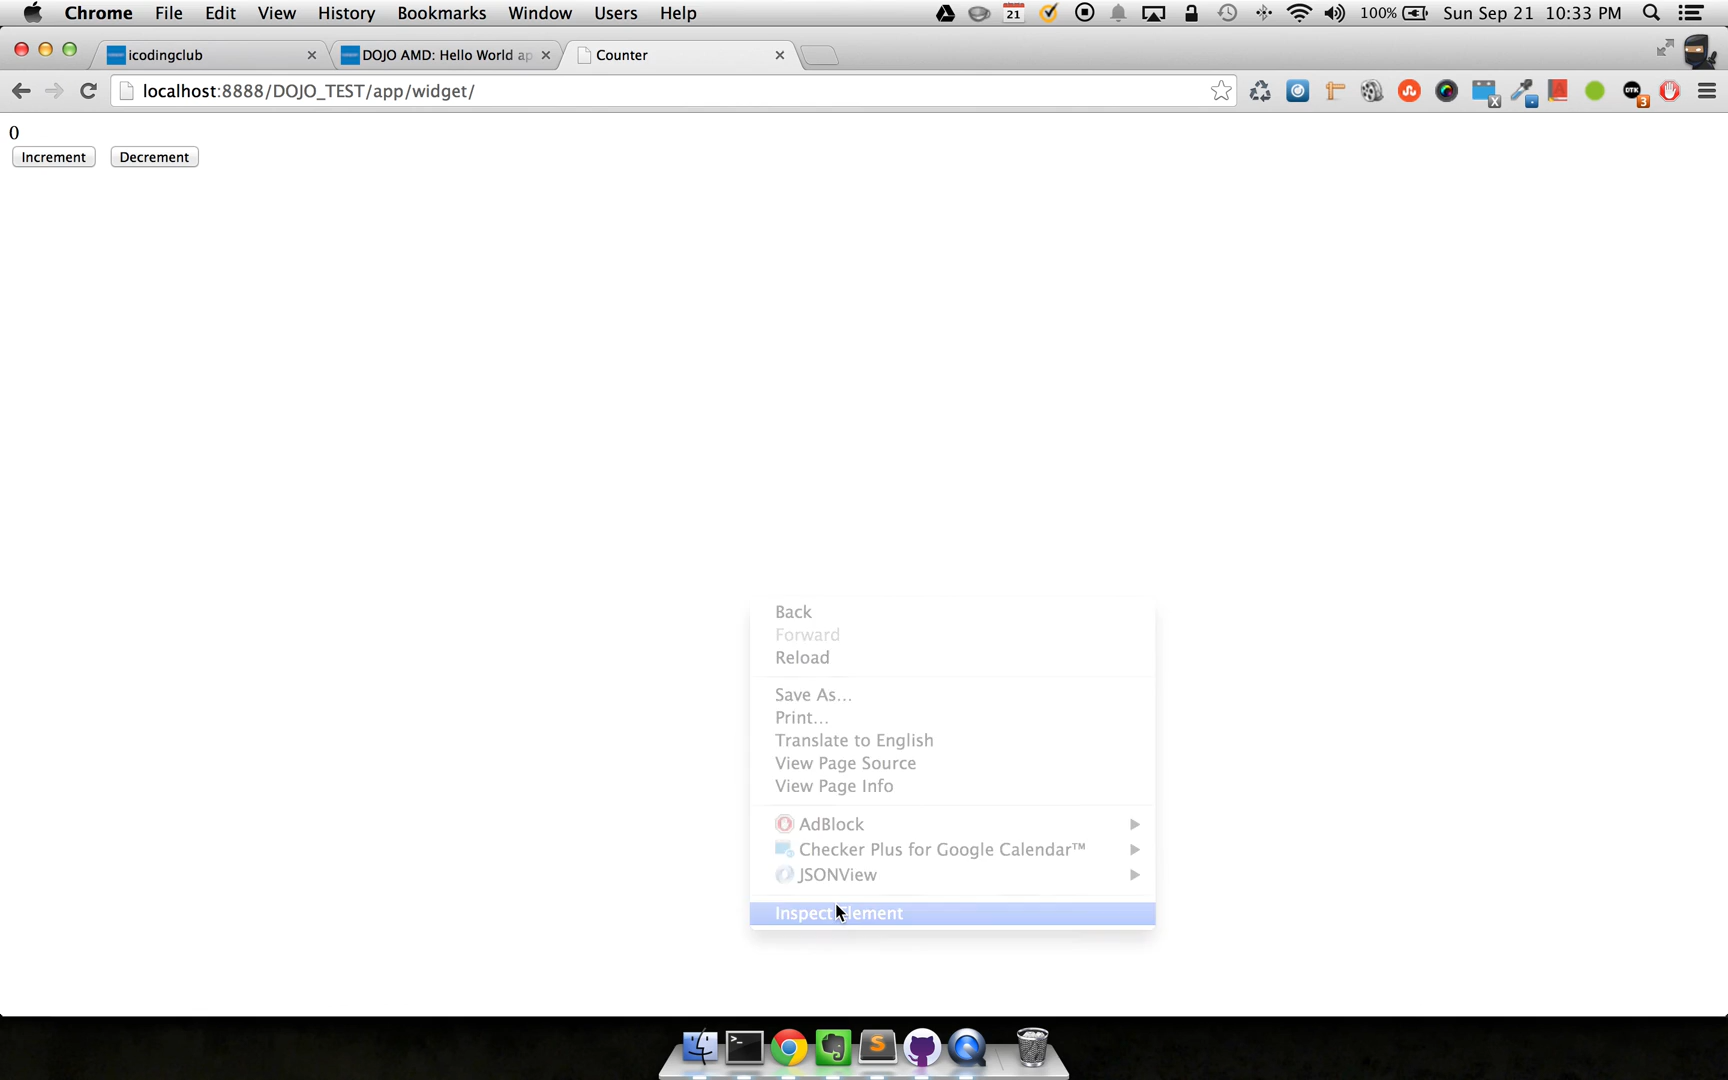 Chrome File Edit View History Bookmarks Window Users Help 21 100% Sun Sep 21 10:33 PM
icodingclub DOJO AMD: Hello World ap Counter
localhost:8888/DOJO_TEST/app/widget/ X DTK 3
0
Increment Decrement
Back
Forward
Reload
Save As...
Print...
Translate to English
View Page Source
View Page Info
AdBlock
Checker Plus for Google Calendar™
JSONView
Inspect Element